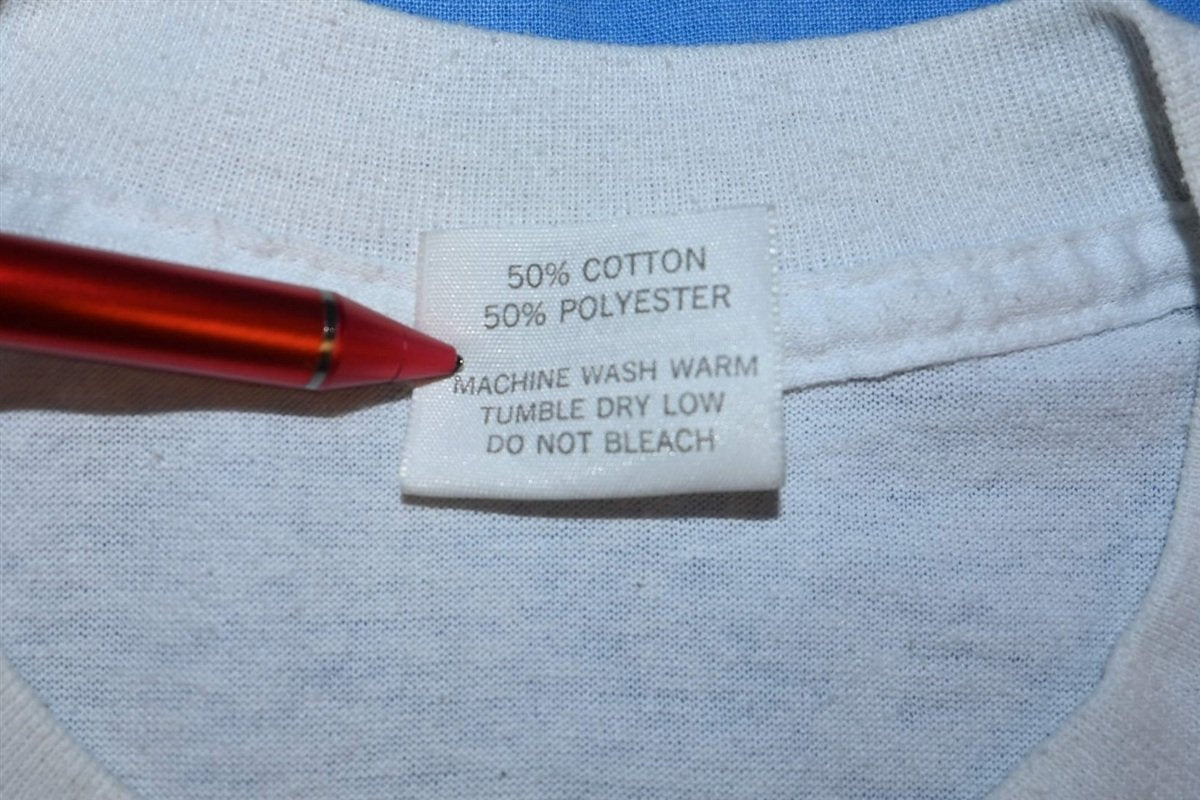 50% COTTON
50% POLYESTER
MACHINE WASH WARM
TUMBLE DRY LOW
DO NOT BLEACH